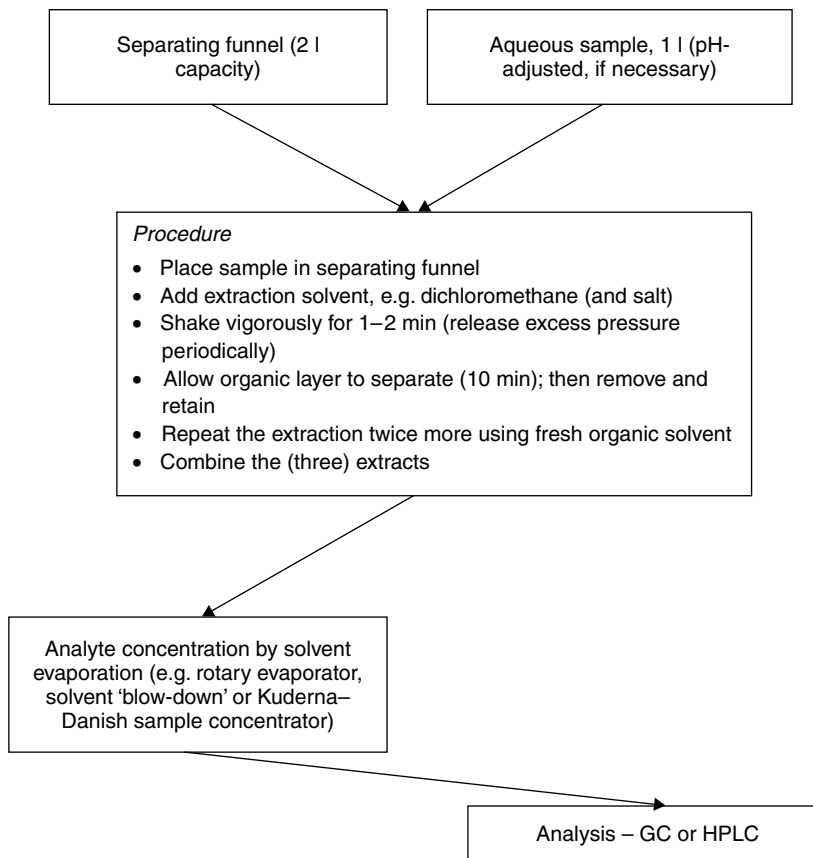 Separating funnel (2 l
capacity)
Aqueous sample, 1 l (pH-
adjusted, if necessary)
Procedure
• Place sample in separating funnel
• Add extraction solvent, e.g. dichloromethane (and salt)
• Shake vigorously for 1–2 min (release excess pressure
periodically)
• Allow organic layer to separate (10 min); then remove and
retain
• Repeat the extraction twice more using fresh organic solvent
• Combine the (three) extracts
Analyte concentration by solvent
evaporation (e.g. rotary evaporator,
solvent ‘blow-down’ or Kuderna–
Danish sample concentrator)
Analysis – GC or HPLC